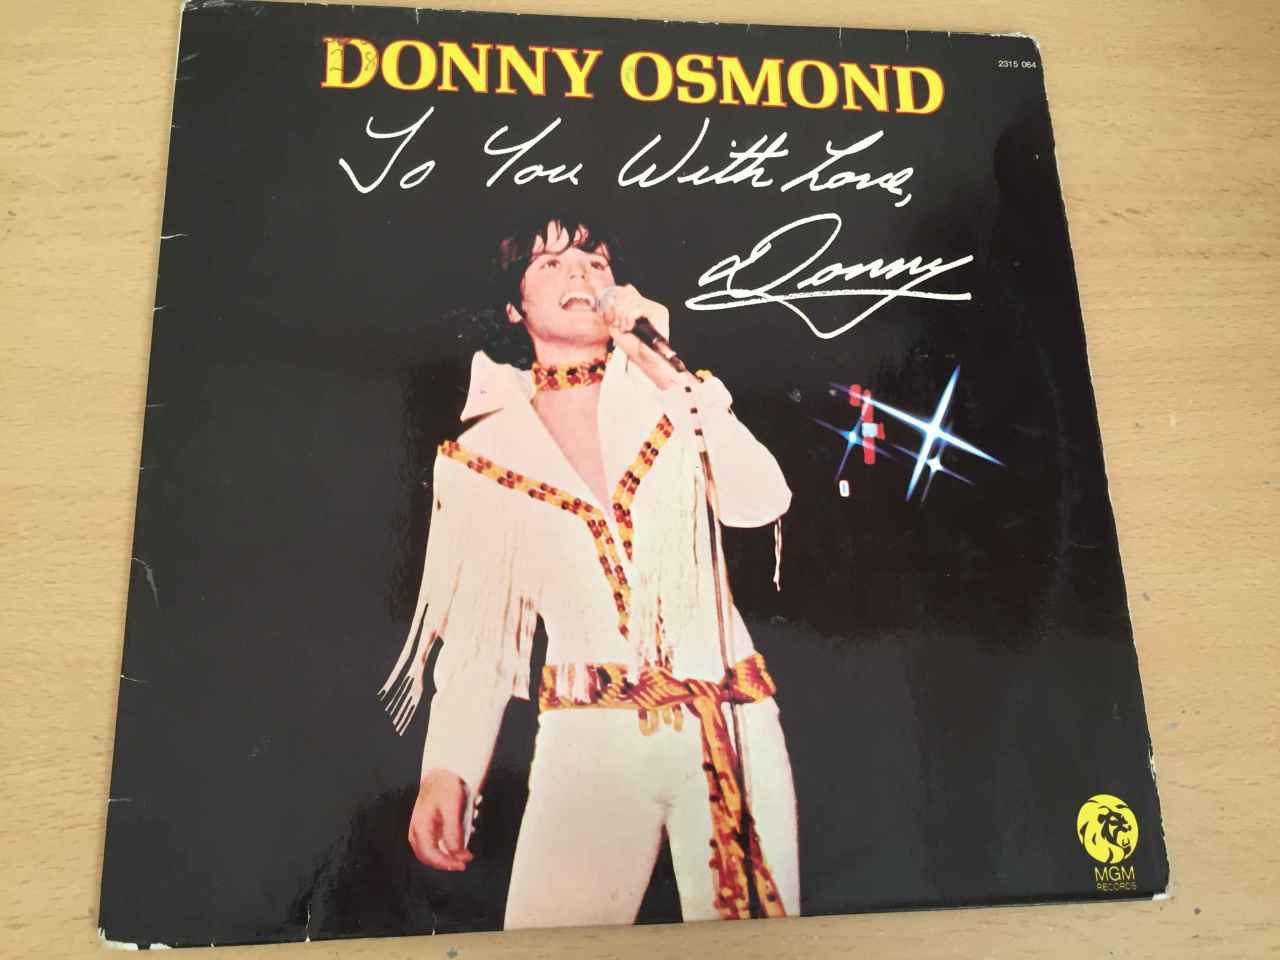 DONNY OSMOND
2315 064
To You With Love,
Donny
MGM
RECORDS